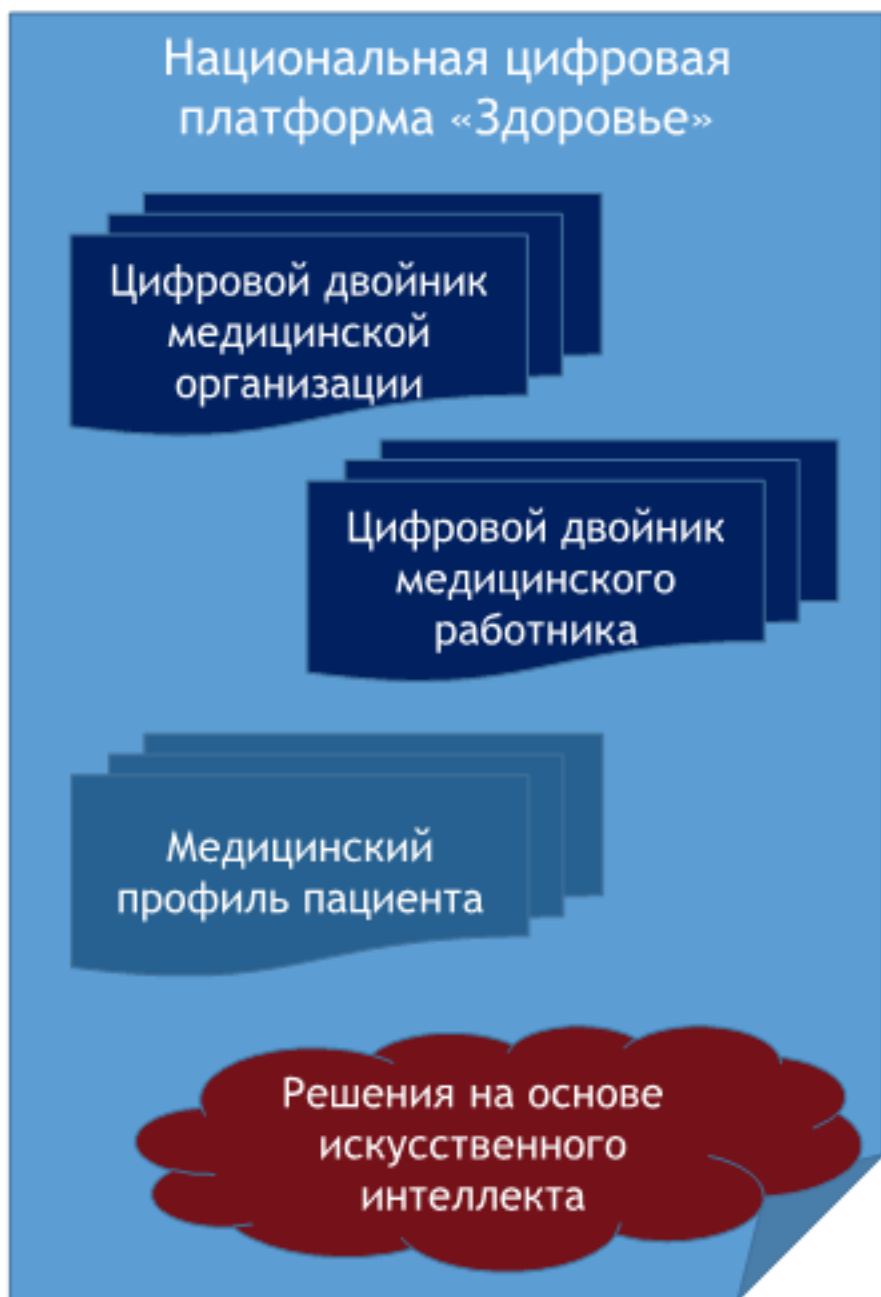 Национальная цифровая
платформа «Здоровье»
Цифровой двойник
медицинской
организации
Цифровой двойник
медицинского
работника
Медицинский
профиль пациента
Решения на основе
искусственного
интеллекта